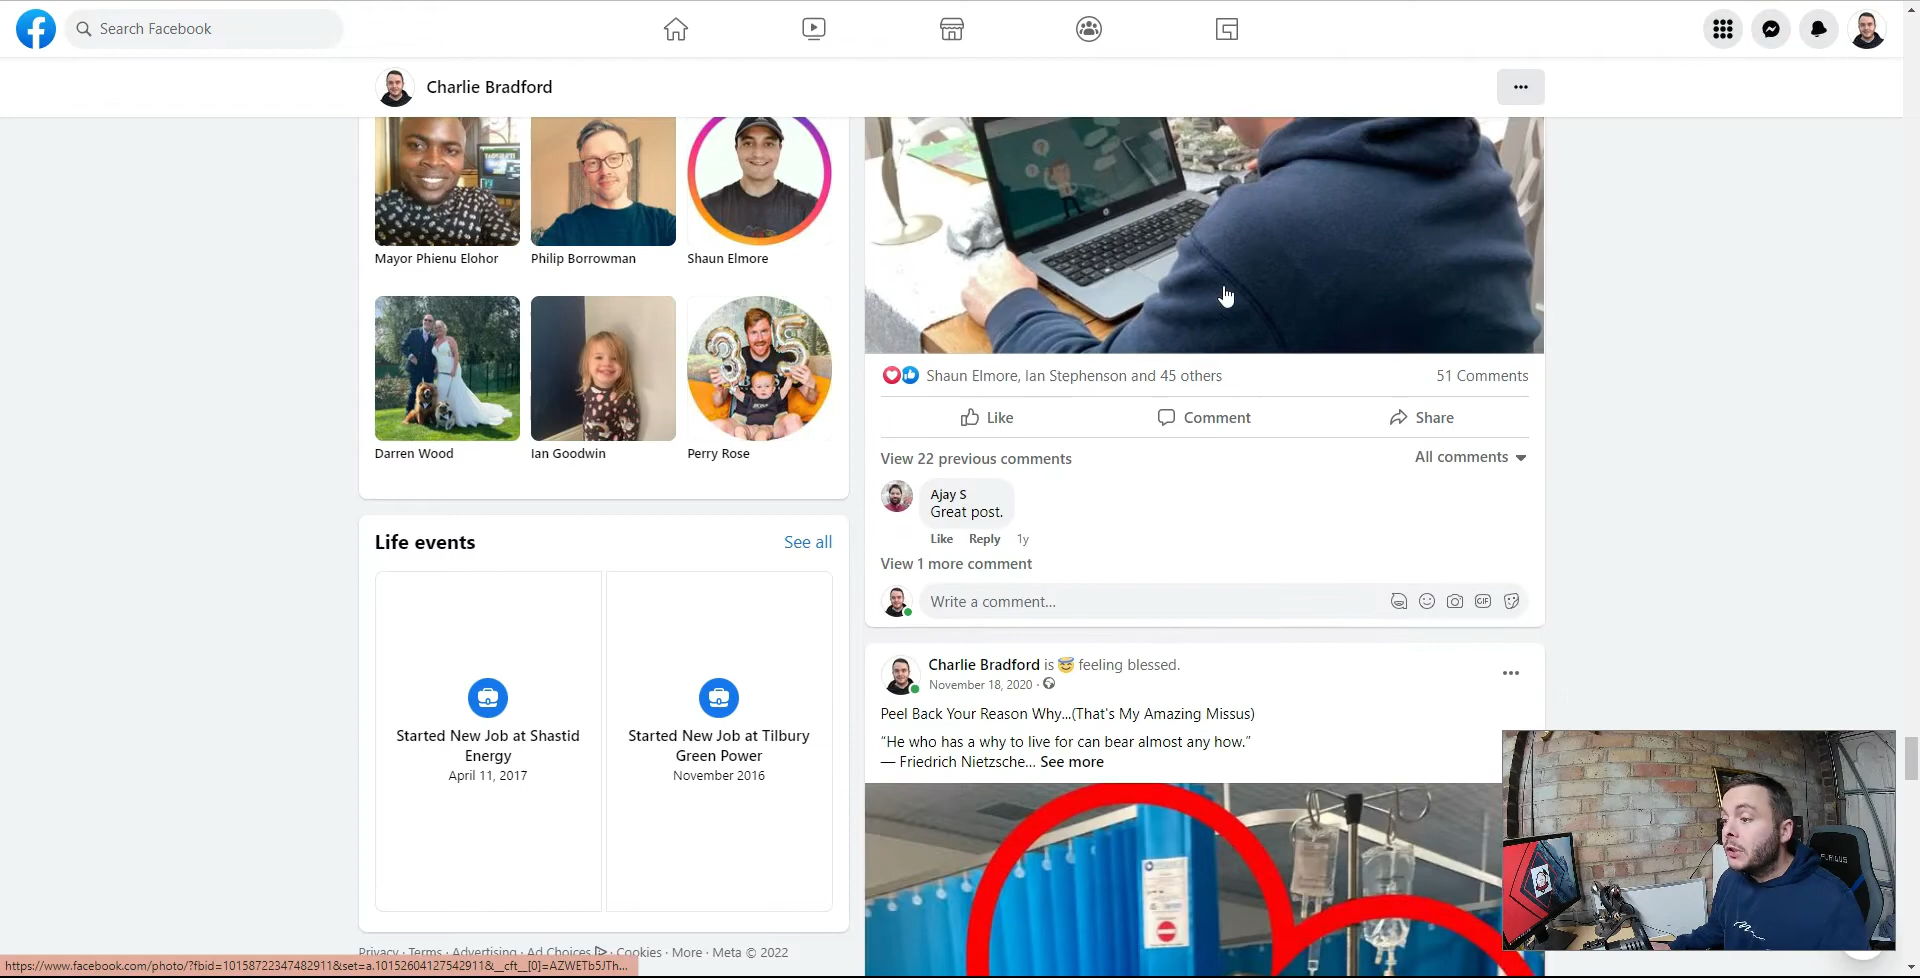 Search Facebook
Charlie Bradford
Mayor Phienu Elohor
Philip Borrowman
Shaun Elmore
Darren Wood
Ian Goodwin
Perry Rose
Life events
See all
Started New Job at Shastid
Energy
April 11, 2017
Started New Job at Tilbury
Green Power
November 2016
Privacy · Terms · Advertising · Ad Choices · Cookies · More · Meta © 2022
Shaun Elmore, Ian Stephenson and 45 others
51 Comments
Like
Comment
Share
View 22 previous comments
All comments
Ajay S
Great post.
Like Reply 1y
View 1 more comment
Write a comment...
GIF
Charlie Bradford is 😇 feeling blessed.
November 18, 2020 ·
Peel Back Your Reason Why...(That's My Amazing Missus)
“He who has a why to live for can bear almost any how.”
— Friedrich Nietzsche... See more
https://www.facebook.com/photo/?fbid=10158722347482911&set=a.10152604127542911&__cft__[0]=AZWETb5JTh...